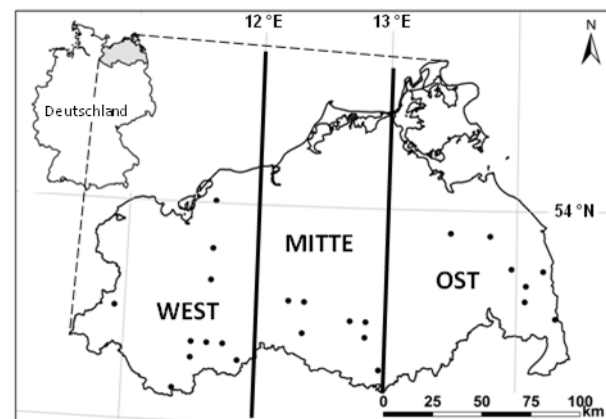 12 °E
13 °E
N
Deutschland
54 °N
MITTE
OST
WEST
0 25 50 75 100
km